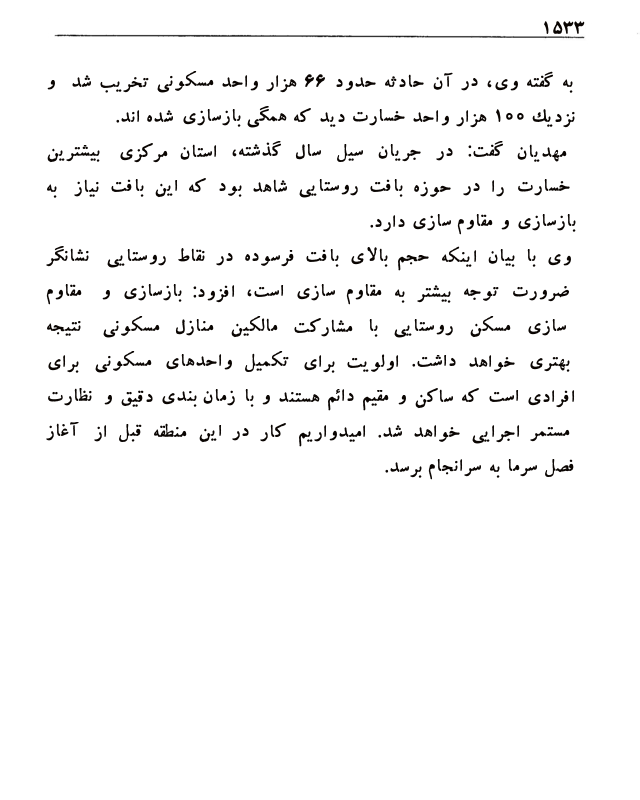 ۱۵۳۳
به گفته وی، در آن حادثه حدود ۶۶ هزار واحد مسکونی تخریب شد و
نزدیك ۱۰۰ هزار واحد خسارت دید که همگی بازسازی شده اند.
مهدیان گفت: در جریان سیل سال گذشته، استان مرکزی بیشترین
خسارت را در حوزه بافت روستایی شاهد بود که این بافت نیاز به
بازسازی و مقاوم سازی دارد.
وی با بیان اینکه حجم بالای بافت فرسوده در نقاط روستایی نشانگر
ضرورت توجه بیشتر به مقاوم سازی است، افزود: بازسازی و مقاوم
سازی مسکن روستایی با مشارکت مالکین منازل مسکونی نتیجه
بهتری خواهد داشت. اولویت برای تکمیل واحدهای مسکونی برای
افرادی است که ساکن و مقیم دائم هستند و با زمان بندی دقیق و نظارت
مستمر اجرایی خواهد شد. امیدواریم کار در این منطقه قبل از آغاز
فصل سرما به سرانجام برسد.